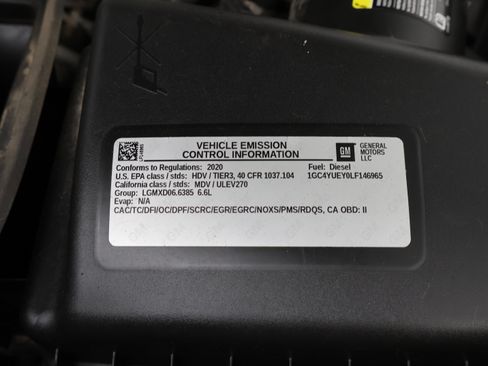 VEHICLE EMISSION
CONTROL INFORMATION
GM
GENERAL
MOTORS
LLC
Conforms to Regulations: 2020
Fuel: Diesel
U.S. EPA class / stds: HDV / TIER3, 40 CFR 1037.104
1GC4YUEY0LF146965
California class / stds: MDV / ULEV270
Group: LGMXD06.6385 6.6L
Evap: N/A
CAC/TC/DFI/OC/DPF/SCRC/EGR/EGRC/NOXS/PMS/RDQS, CA OBD: II